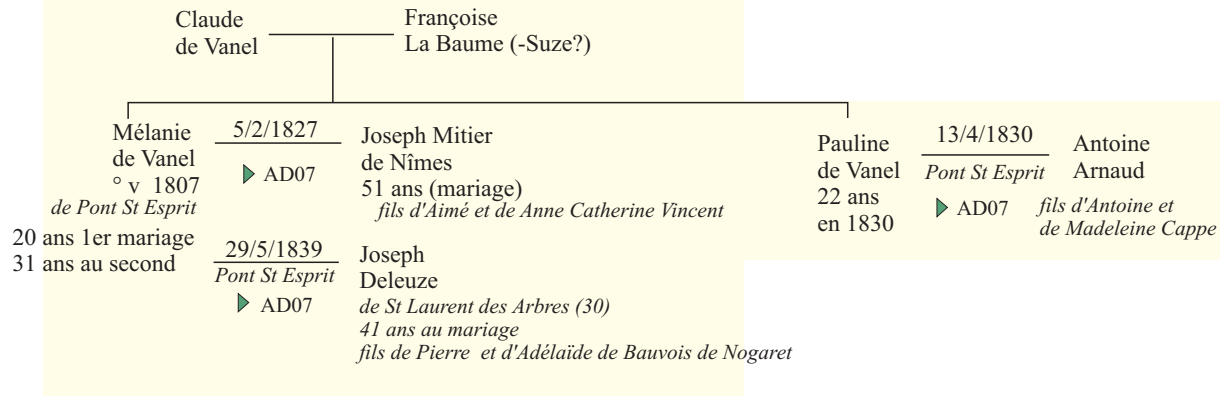 Claude
de Vanel
Françoise
La Baume (-Suze?)
Mélanie
de Vanel
° v 1807
de Pont St Esprit
20 ans 1er mariage
31 ans au second
5/2/1827
AD07
Joseph Mitier
de Nîmes
51 ans (mariage)
fils d'Aimé et de Anne Catherine Vincent
29/5/1839
Pont St Esprit
AD07
Joseph
Deleuze
de St Laurent des Arbres (30)
41 ans au mariage
fils de Pierre et d'Adélaïde de Bauvois de Nogaret
Pauline
de Vanel
22 ans
en 1830
13/4/1830
Pont St Esprit
AD07
Antoine
Arnaud
fils d'Antoine et
de Madeleine Cappe